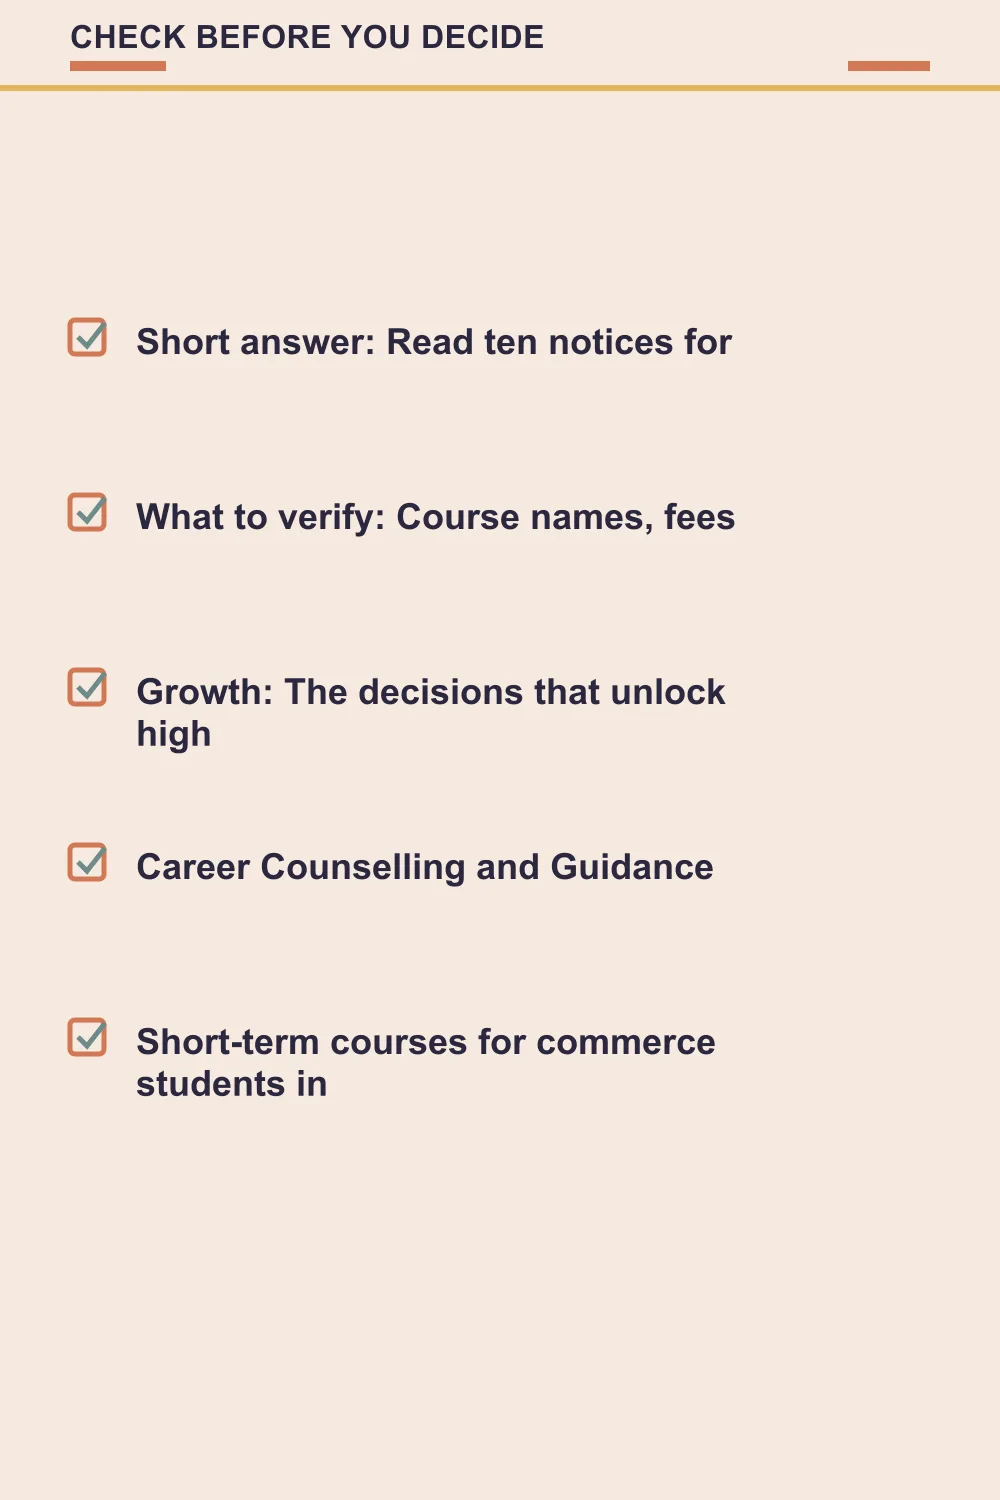 CHECK BEFORE YOU DECIDE
Short answer: Read ten notices for
What to verify: Course names, fees
Growth: The decisions that unlock
high
Career Counselling and Guidance
Short-term courses for commerce
students in